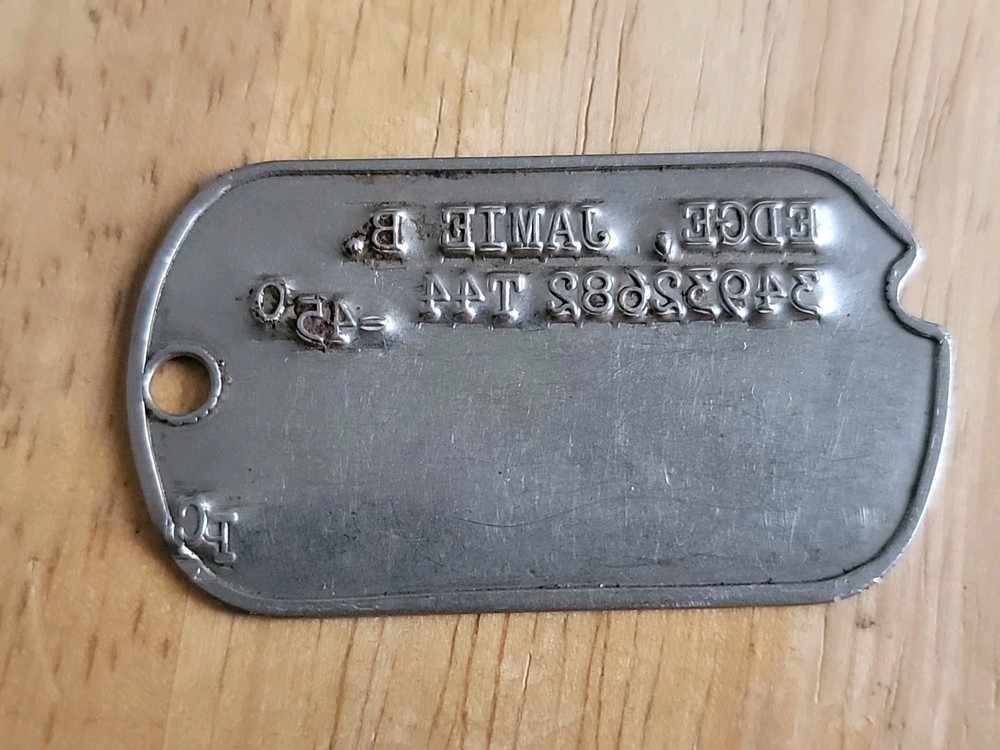 EDGE, JAMIE B.
34932682 T44 =45 O